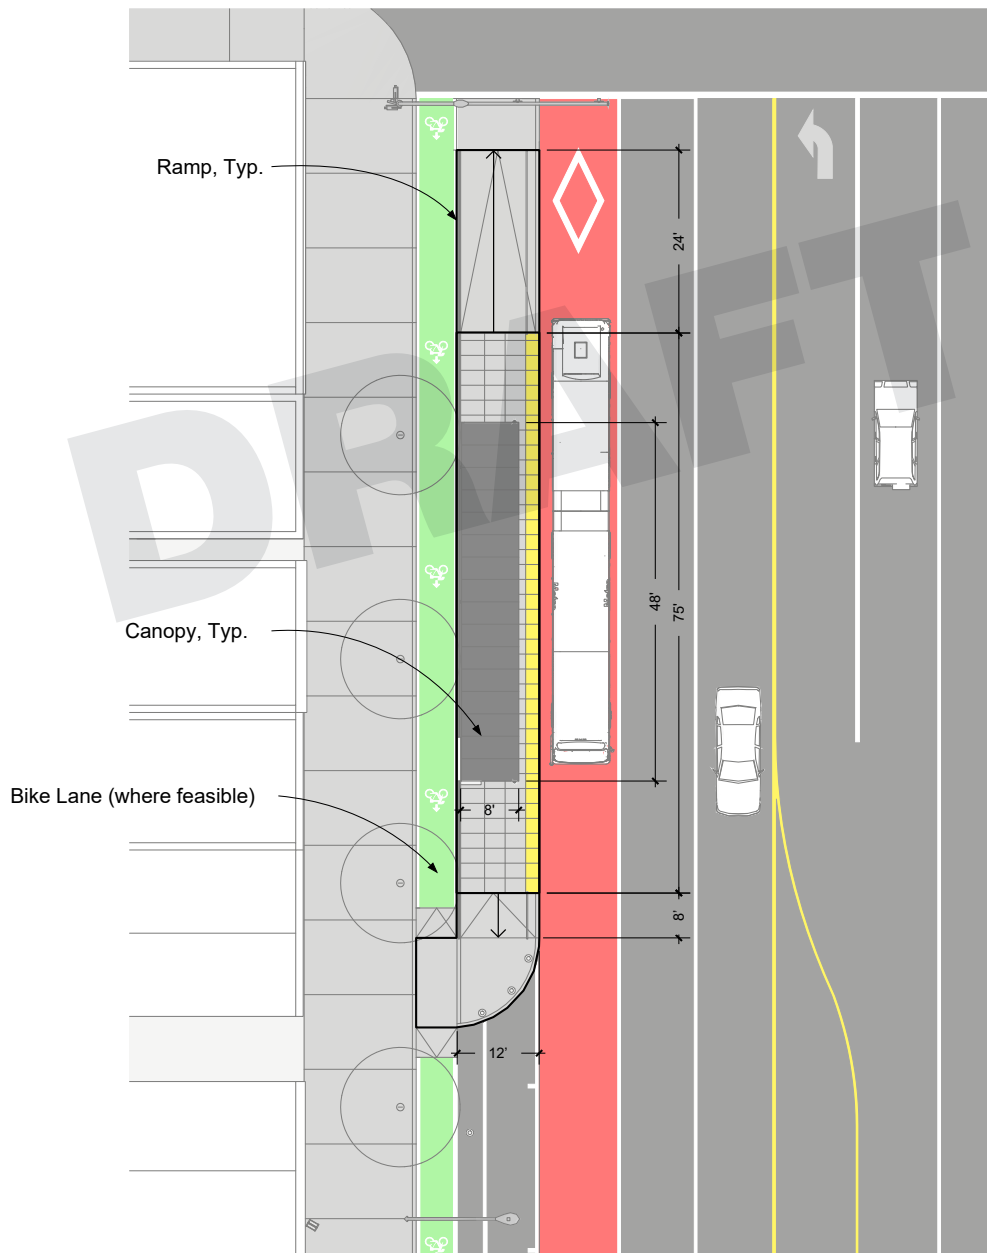 Ramp, Typ.
24'
DRAFT
48'
75'
Canopy, Typ.
Bike Lane (where feasible)
8'
8'
12'